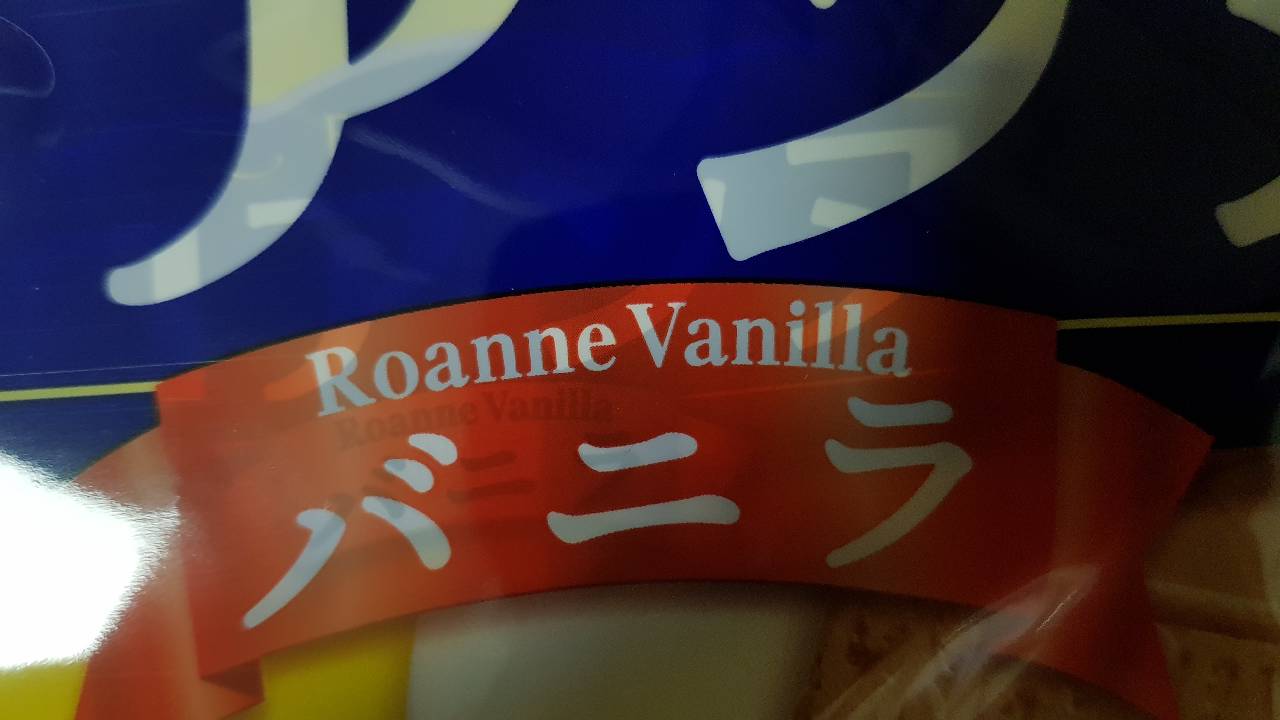 Roanne Vanilla
バニラ